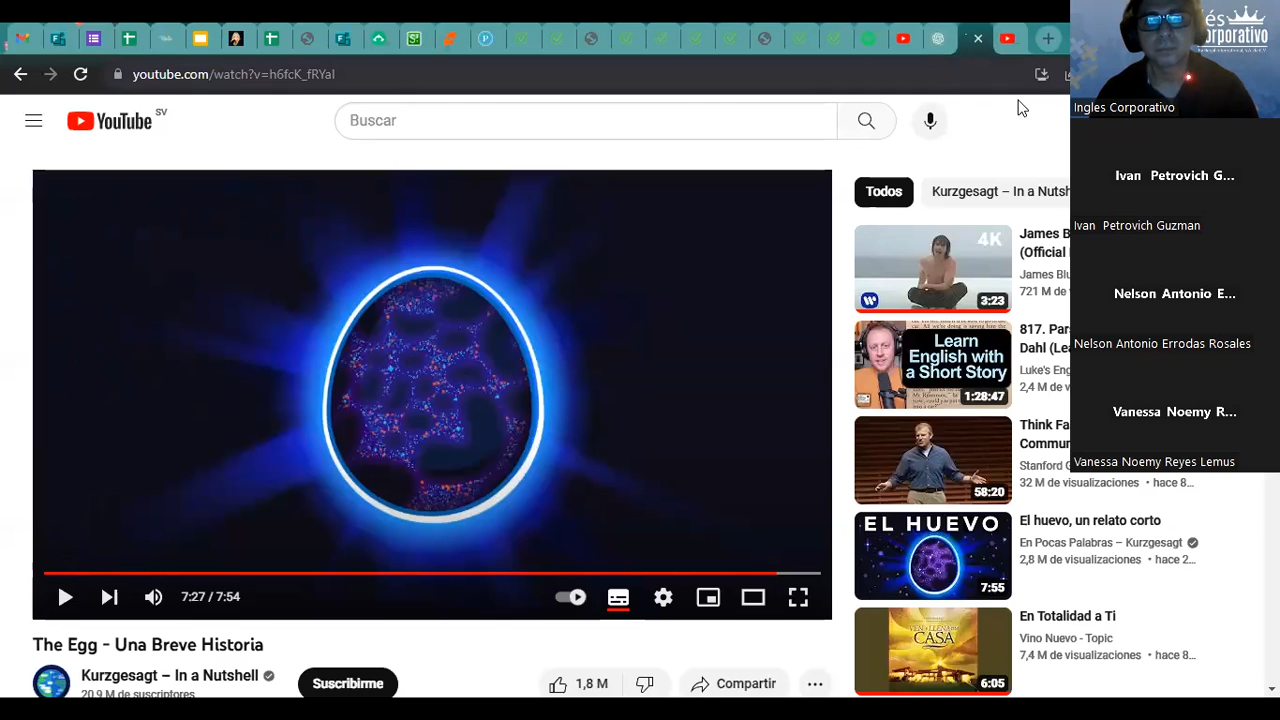 youtube.com/watch?v=h6fcK_fRYaI
és
corporativo
Ingles Corporativo
YouTube SV
Buscar
Ivan Petrovich G...
Ivan Petrovich Guzman
Nelson Antonio E...
Nelson Antonio Errodas Rosales
Vanessa Noemy R...
Vanessa Noemy Reyes Lemus
Todos
Kurzgesagt – In a Nutsh
4K
3:23
James B
(Official
James Blu
721 M de
Learn
English with
a Short Story
1:28:47
817. Par
Dahl (Lea
Luke's Eng
2,4 M de
58:20
Think Fa
Commu
Stanford G
32 M de visualizaciones • hace 8...
EL HUEVO
7:55
El huevo, un relato corto
En Pocas Palabras – Kurzgesagt
2,8 M de visualizaciones • hace 2...
CASA
6:05
En Totalidad a Ti
Vino Nuevo - Topic
7,4 M de visualizaciones • hace 8...
7:27 / 7:54
The Egg - Una Breve Historia
Kurzgesagt – In a Nutshell
20.9 M de suscriptores
Suscribirme
1,8 M
Compartir